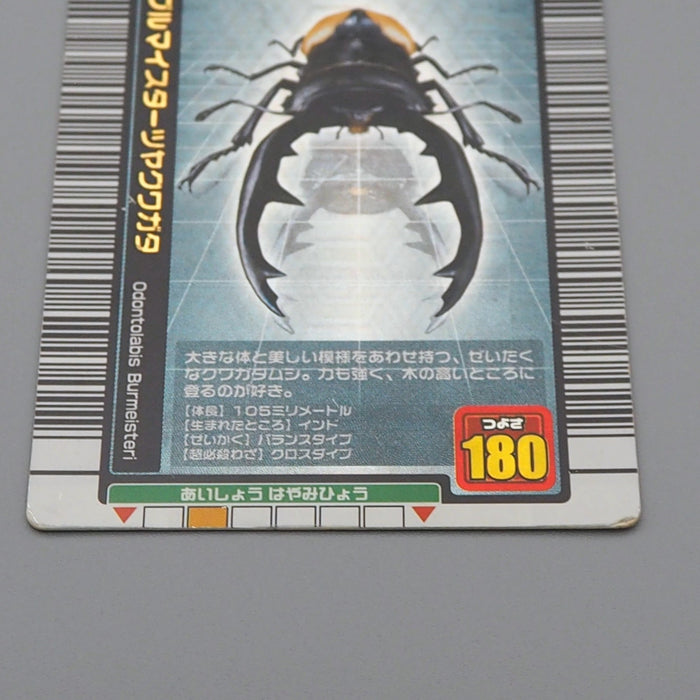 ブルマイスターツヤクワガタ
Odontolabis Burmeisteri
大きな体と美しい模様をあわせ持つ、ぜいたく
なクワガタムシ。力も強く、木の高いところに
登るのが好き。
【体長】105ミリメートル
【生まれたところ】インド
【せいかく】バランスタイプ
【超必殺わざ】クロスダイブ
つよさ
180
あいしょうはやみひょう